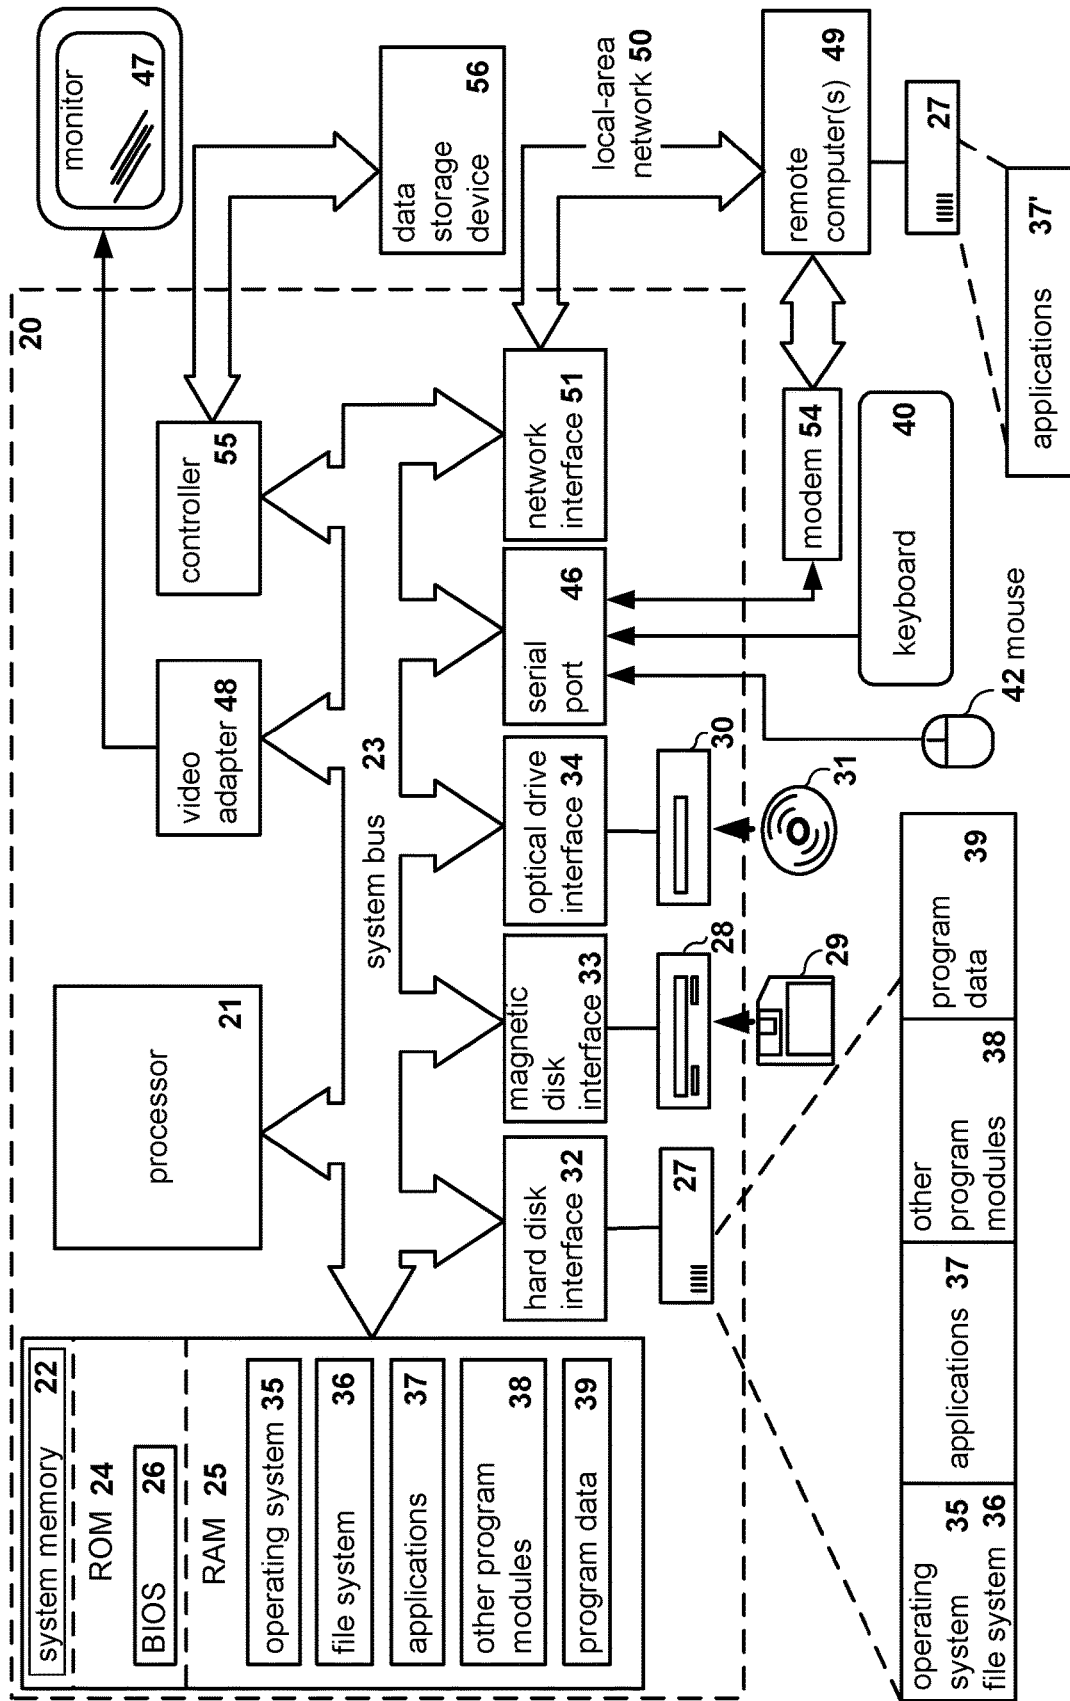 20
system memory 22
ROM 24
BIOS 26
RAM 25
operating system 35
file system 36
applications 37
other program
modules 38
program data 39
processor
21
video
adapter 48
controller
55
monitor
47
system bus 23
data
storage
device
56
hard disk
interface 32
magnetic
disk
interface 33
optical drive
interface 34
serial
port
46
network
interface 51
local-area
network 50
27
28
30
29
31
modem 54
remote
computer(s) 49
27
keyboard
40
42 mouse
applications
37'
operating
system 35
file system 36
applications 37
other
program
modules 38
program
data
39